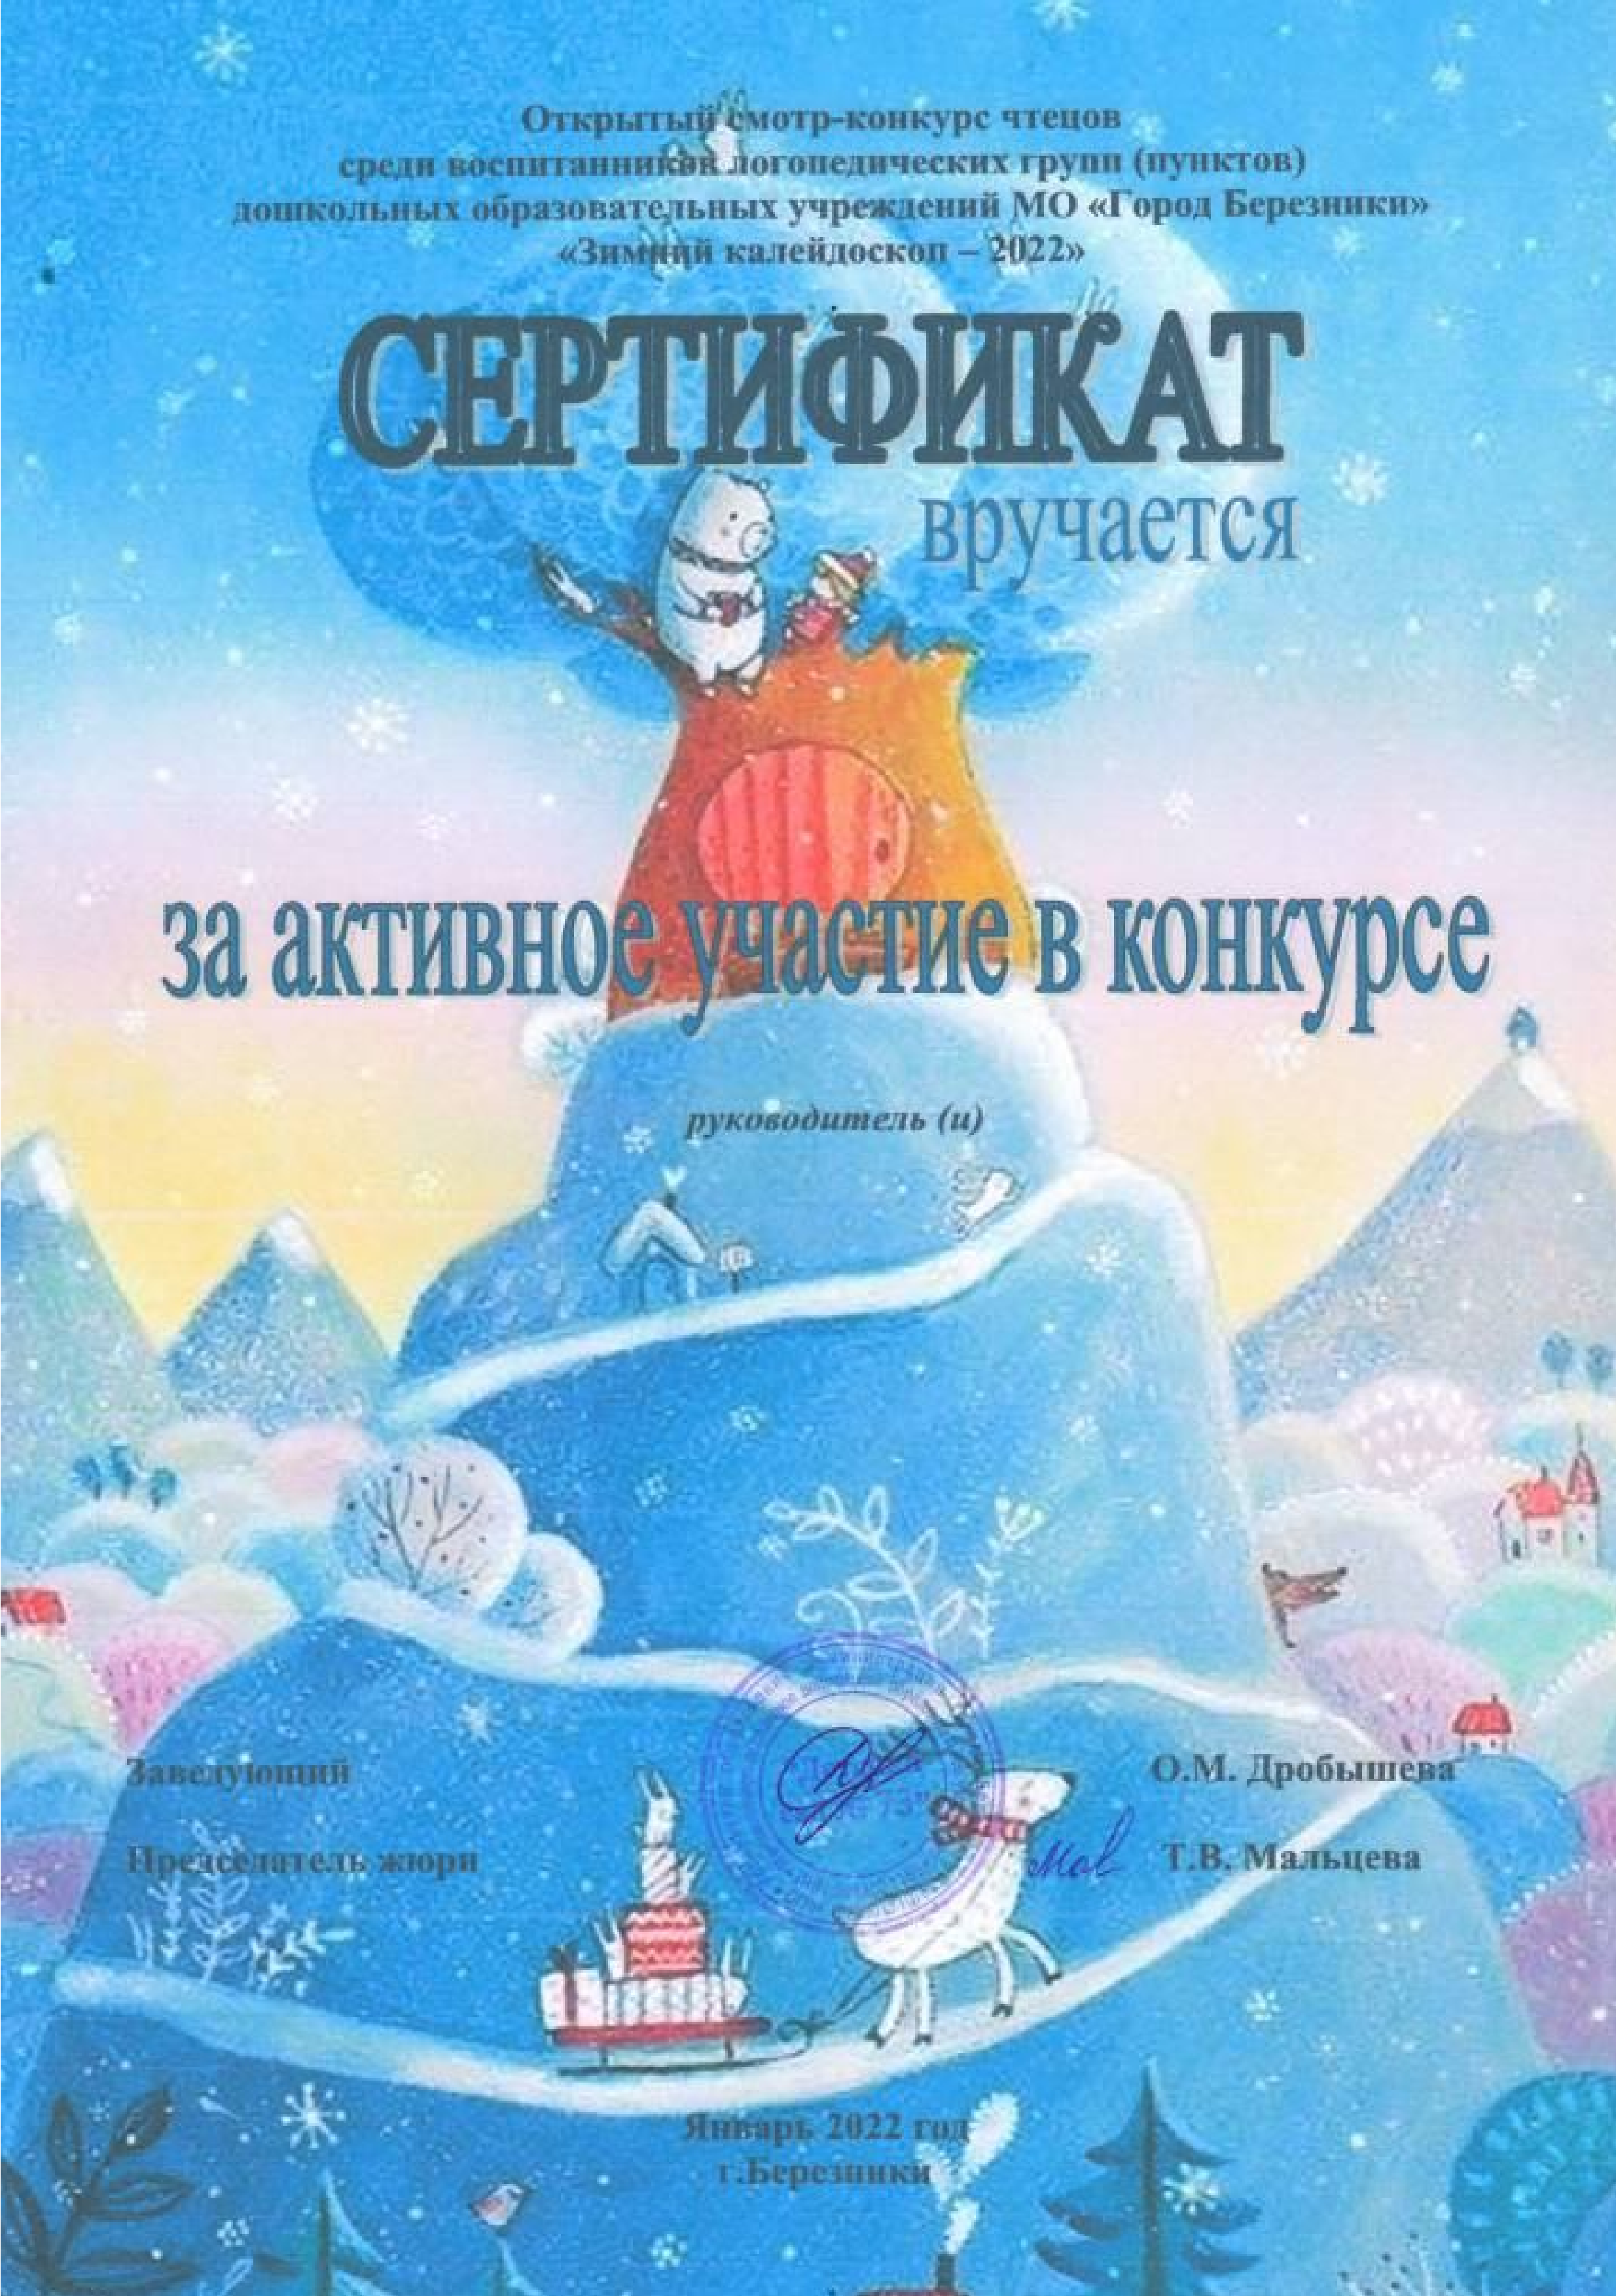 Открытый смотр-конкурс чтецов
среди воспитанников логопедических групп (пунктов)
дошкольных образовательных учреждений МО «Город Березники»
«Зимний калейдоскоп – 2022»
СЕРТИФИКАТ
вручается
за активное участие в конкурсе
руководитель (и)
Заведующий О.М. Дробышева
Председатель жюри Т.В. Мальцева
Январь 2022 год
г.Березники